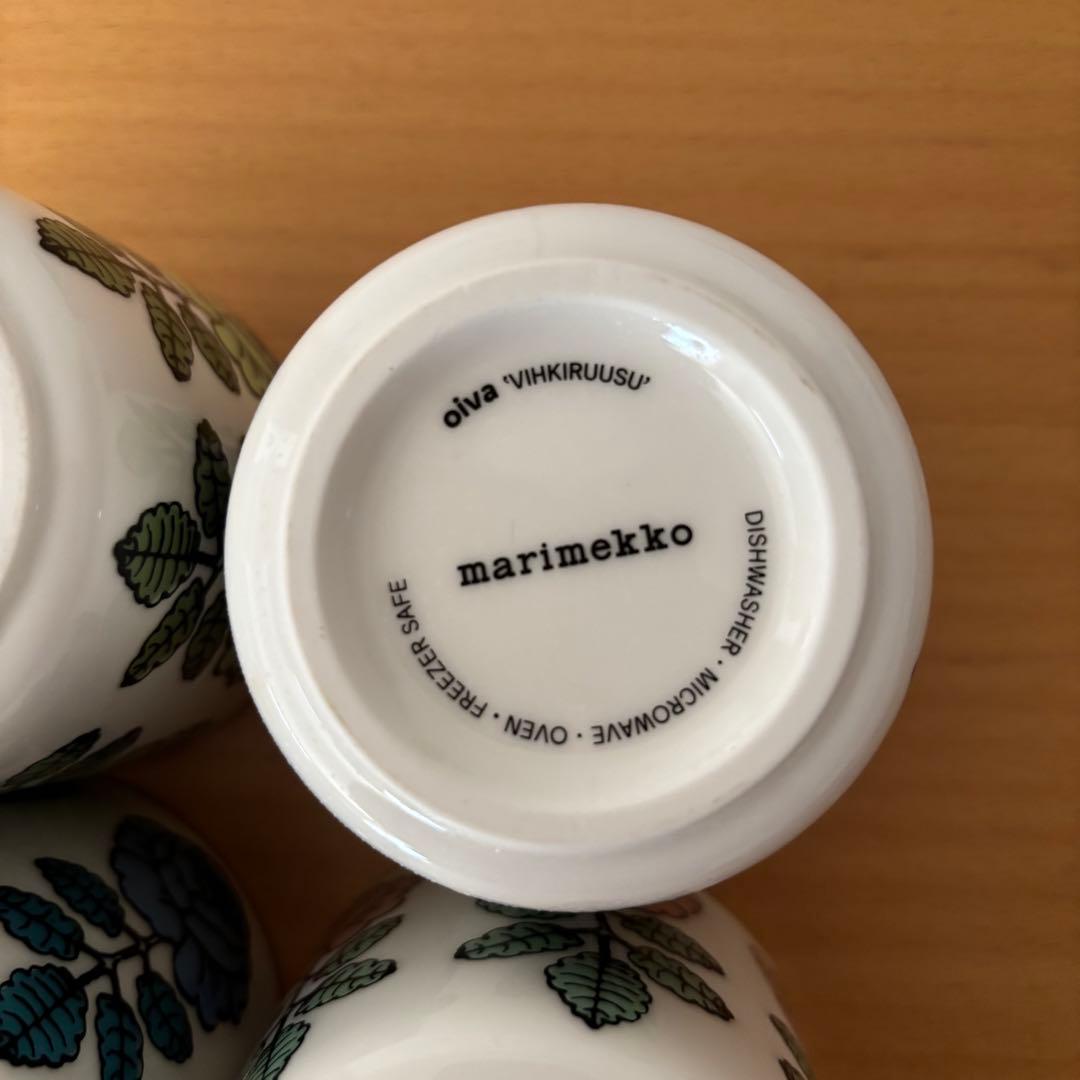 oiva 'VIHKIRUUSU'
marimekko
DISHWASHER · MICROWAVE · OVEN · FREEZER SAFE